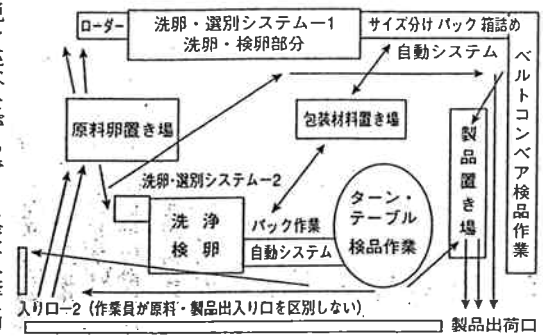 ローダー
洗卵・選別システム―1
洗卵・検卵部分
サイズ分け パック 箱詰め
自動システム
ベルトコンベア検品作業
原料卵置き場
包装材料置き場
製品置き場
洗卵・選別システム―2
洗浄
検卵
パック作業
自動システム
ターン・
テーブル
検品作業
入り口―2（作業員が原料・製品出入り口を区別しない）
製品出荷口